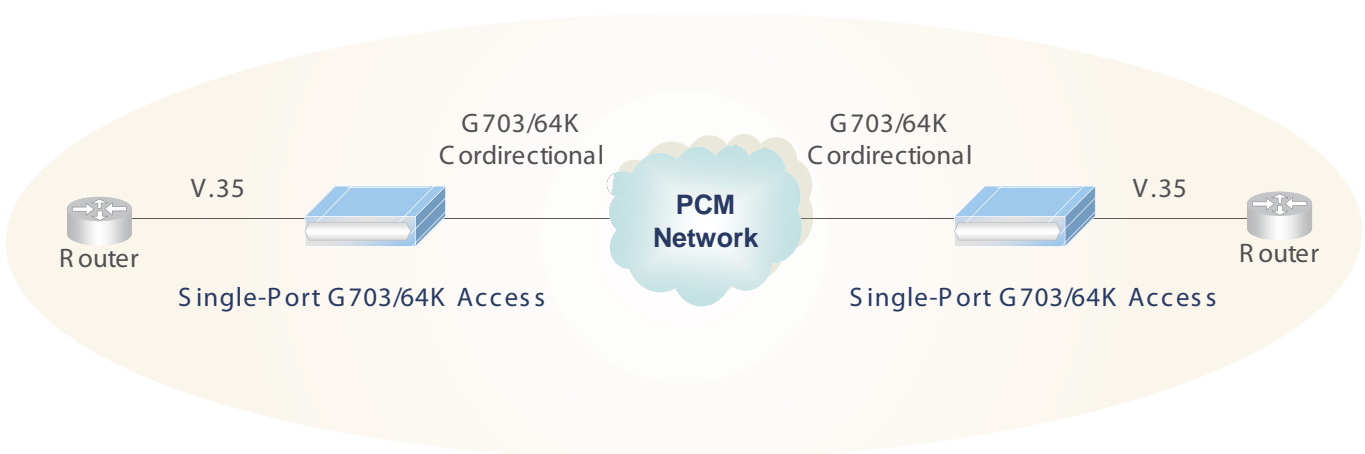 G703/64K
Cordirectional
G703/64K
Cordirectional
V.35
PCM
Network
V.35
Router
Router
Single-Port G703/64K Access
Single-Port G703/64K Access